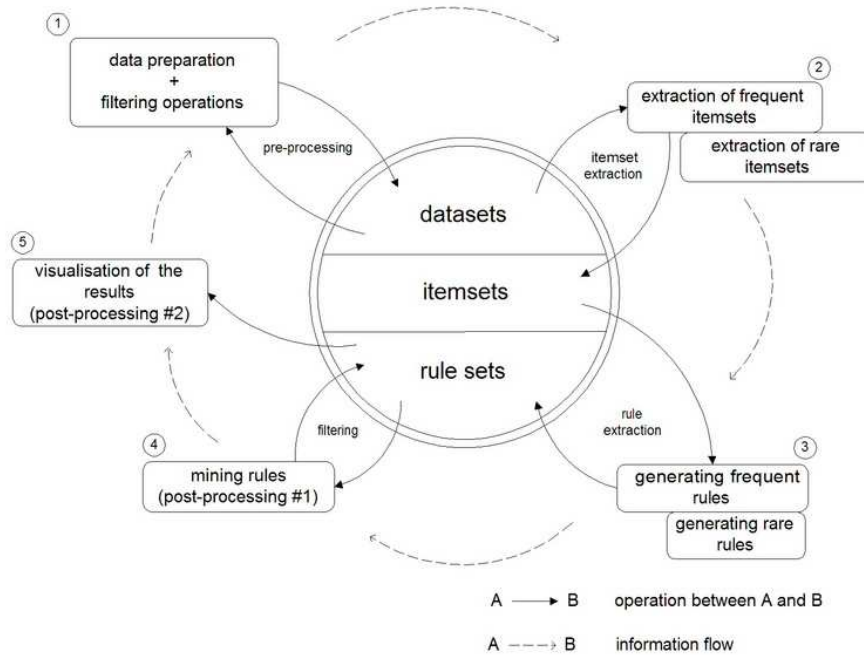 1
data preparation
+
filtering operations
pre-processing
2
extraction of frequent
itemsets
extraction of rare
itemsets
itemset
extraction
datasets
itemsets
rule sets
5
visualisation of the
results
(post-processing #2)
4
mining rules
(post-processing #1)
filtering
rule
extraction
3
generating frequent
rules
generating rare
rules
A B operation between A and B
A B information flow